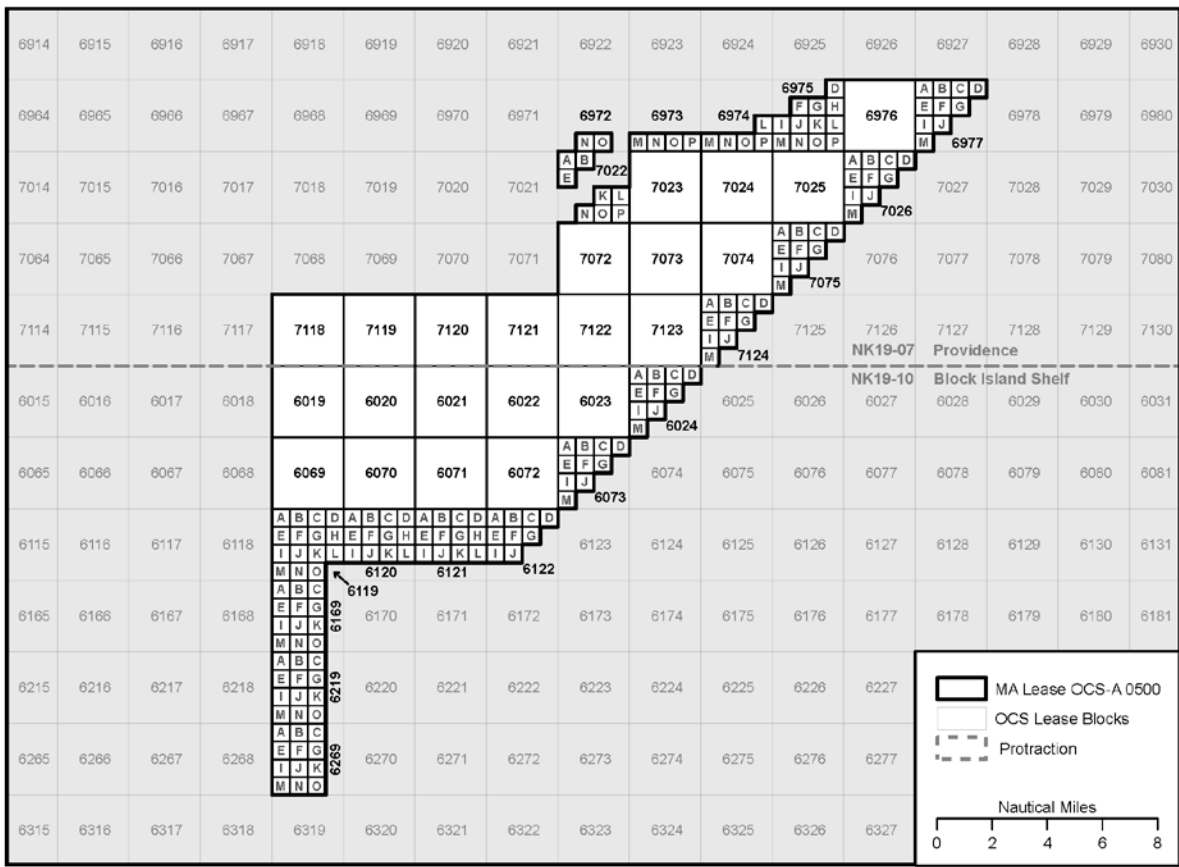 6914 6915 6916 6917 6918 6919 6920 6921 6922 6923 6924 6925 6926 6927 6928 6929 6930
6975 D A B C D
F G H E F G
6964 6965 6966 6967 6968 6969 6970 6971 6972 6973 6974 6976 6978 6979 6980
L I J K L I J
N O M N O P M N O P M N O P M 6977
A B A B C D
E 7022 E F G
7014 7015 7016 7017 7018 7019 7020 7021 7023 7024 7025 7027 7028 7029 7030
K L I J
N O P M 7026
A B C D
E F G
7064 7065 7066 7067 7068 7069 7070 7071 7072 7073 7074 7076 7077 7078 7079 7080
I J
M 7075
A B C D
E F G
7114 7115 7116 7117 7118 7119 7120 7121 7122 7123 7125 7126 7127 7128 7129 7130
I J
M 7124
NK19-07 Providence
NK19-10 Block Island Shelf
A B C D
E F G
6015 6016 6017 6018 6019 6020 6021 6022 6023 6025 6026 6027 6028 6029 6030 6031
I J
M 6024
A B C D
E F G
6065 6066 6067 6068 6069 6070 6071 6072 6074 6075 6076 6077 6078 6079 6080 6081
I J
M 6073
A B C D A B C D A B C D A B C D
E F G H E F G H E F G H E F G
6115 6116 6117 6118 6123 6124 6125 6126 6127 6128 6129 6130 6131
I J K L I J K L I J K L I J
M N O 6120 6121 6122
6119
A B C
E F G
6165 6166 6167 6168 6169 6170 6171 6172 6173 6174 6175 6176 6177 6178 6179 6180 6181
I J K
M N O
A B C
E F G
6215 6216 6217 6218 6219 6220 6221 6222 6223 6224 6225 6226 6227
I J K
M N O
A B C
E F G
6265 6266 6267 6268 6269 6270 6271 6272 6273 6274 6275 6276 6277
I J K
M N O
6315 6316 6317 6318 6319 6320 6321 6322 6323 6324 6325 6326 6327
MA Lease OCS-A 0500
OCS Lease Blocks
Protraction
Nautical Miles
0 2 4 6 8